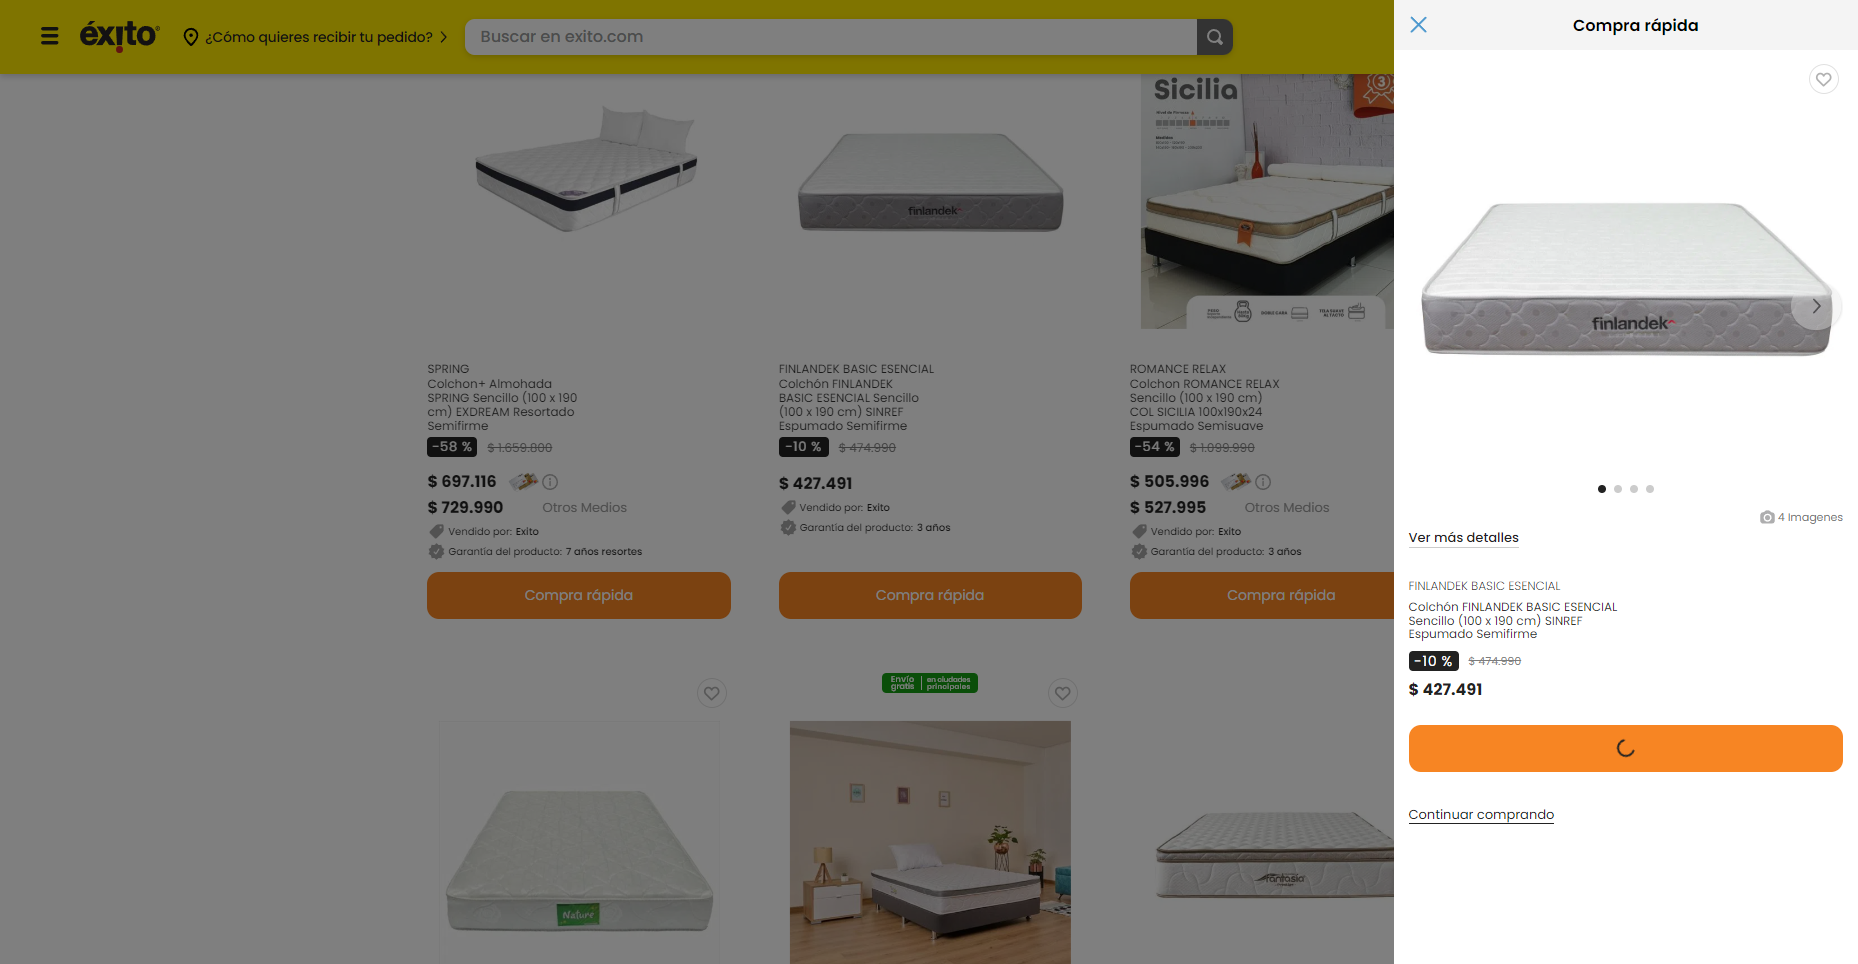 éxito
¿Cómo quieres recibir tu pedido?
Buscar en exito.com
Compra rápida
Sicilia
3
finlandek
finlandek
4 Imagenes
Ver más detalles
FINLANDEK BASIC ESENCIAL
Colchón FINLANDEK BASIC ESENCIAL
Sencillo (100 x 190 cm) SINREF
Espumado Semifirme
-10 %
$ 474.990
$ 427.491
Continuar comprando
SPRING
Colchon+ Almohada
SPRING Sencillo (100 x 190
cm) EXDREAM Resortado
Semifirme
-58 %
$ 1.659.800
$ 697.116
$ 729.990
Otros Medios
Vendido por: Exito
Garantía del producto: 7 años resortes
Compra rápida
FINLANDEK BASIC ESENCIAL
Colchón FINLANDEK
BASIC ESENCIAL Sencillo
(100 x 190 cm) SINREF
Espumado Semifirme
-10 %
$ 474.990
$ 427.491
Vendido por: Exito
Garantía del producto: 3 años
Compra rápida
ROMANCE RELAX
Colchon ROMANCE RELAX
Sencillo (100 x 190 cm)
COL SICILIA 100x190x24
Espumado Semisuave
-54 %
$ 1.099.990
$ 505.996
$ 527.995
Otros Medios
Vendido por: Exito
Garantía del producto: 3 años
Compra rápida
Envío gratis
en ciudades principales
Nature
fantasia